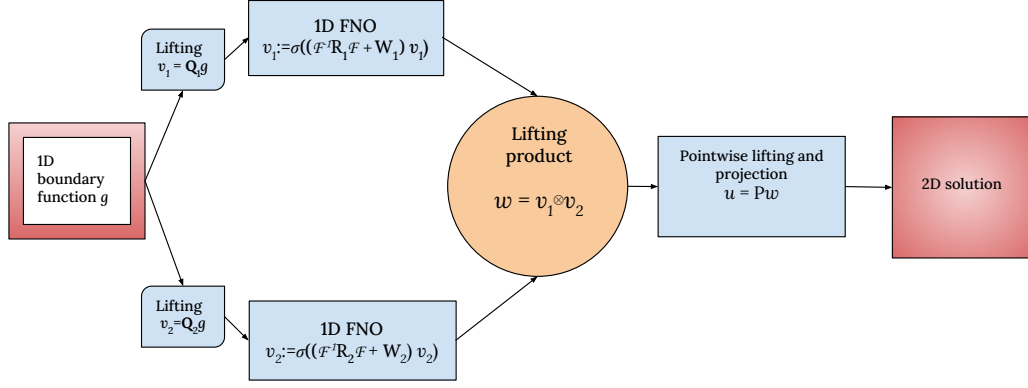 1D
boundary
function g
Lifting
v₁ = Q₁g
1D FNO
v₁:=σ((ℱ⁻¹R₁ℱ + W₁) v₁)
Lifting
v₂=Q₂g
1D FNO
v₂:=σ((ℱ⁻¹R₂ℱ + W₂) v₂)
Lifting
product
w = v₁⊗v₂
Pointwise lifting and
projection
u = Pw
2D solution